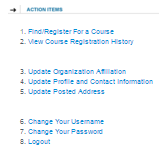 ACTION ITEMS
1. Find/Register For a Course
2. View Course Registration History
3. Update Organization Affiliation
4. Update Profile and Contact Information
5. Update Posted Address
6. Change Your Username
7. Change Your Password
8. Logout